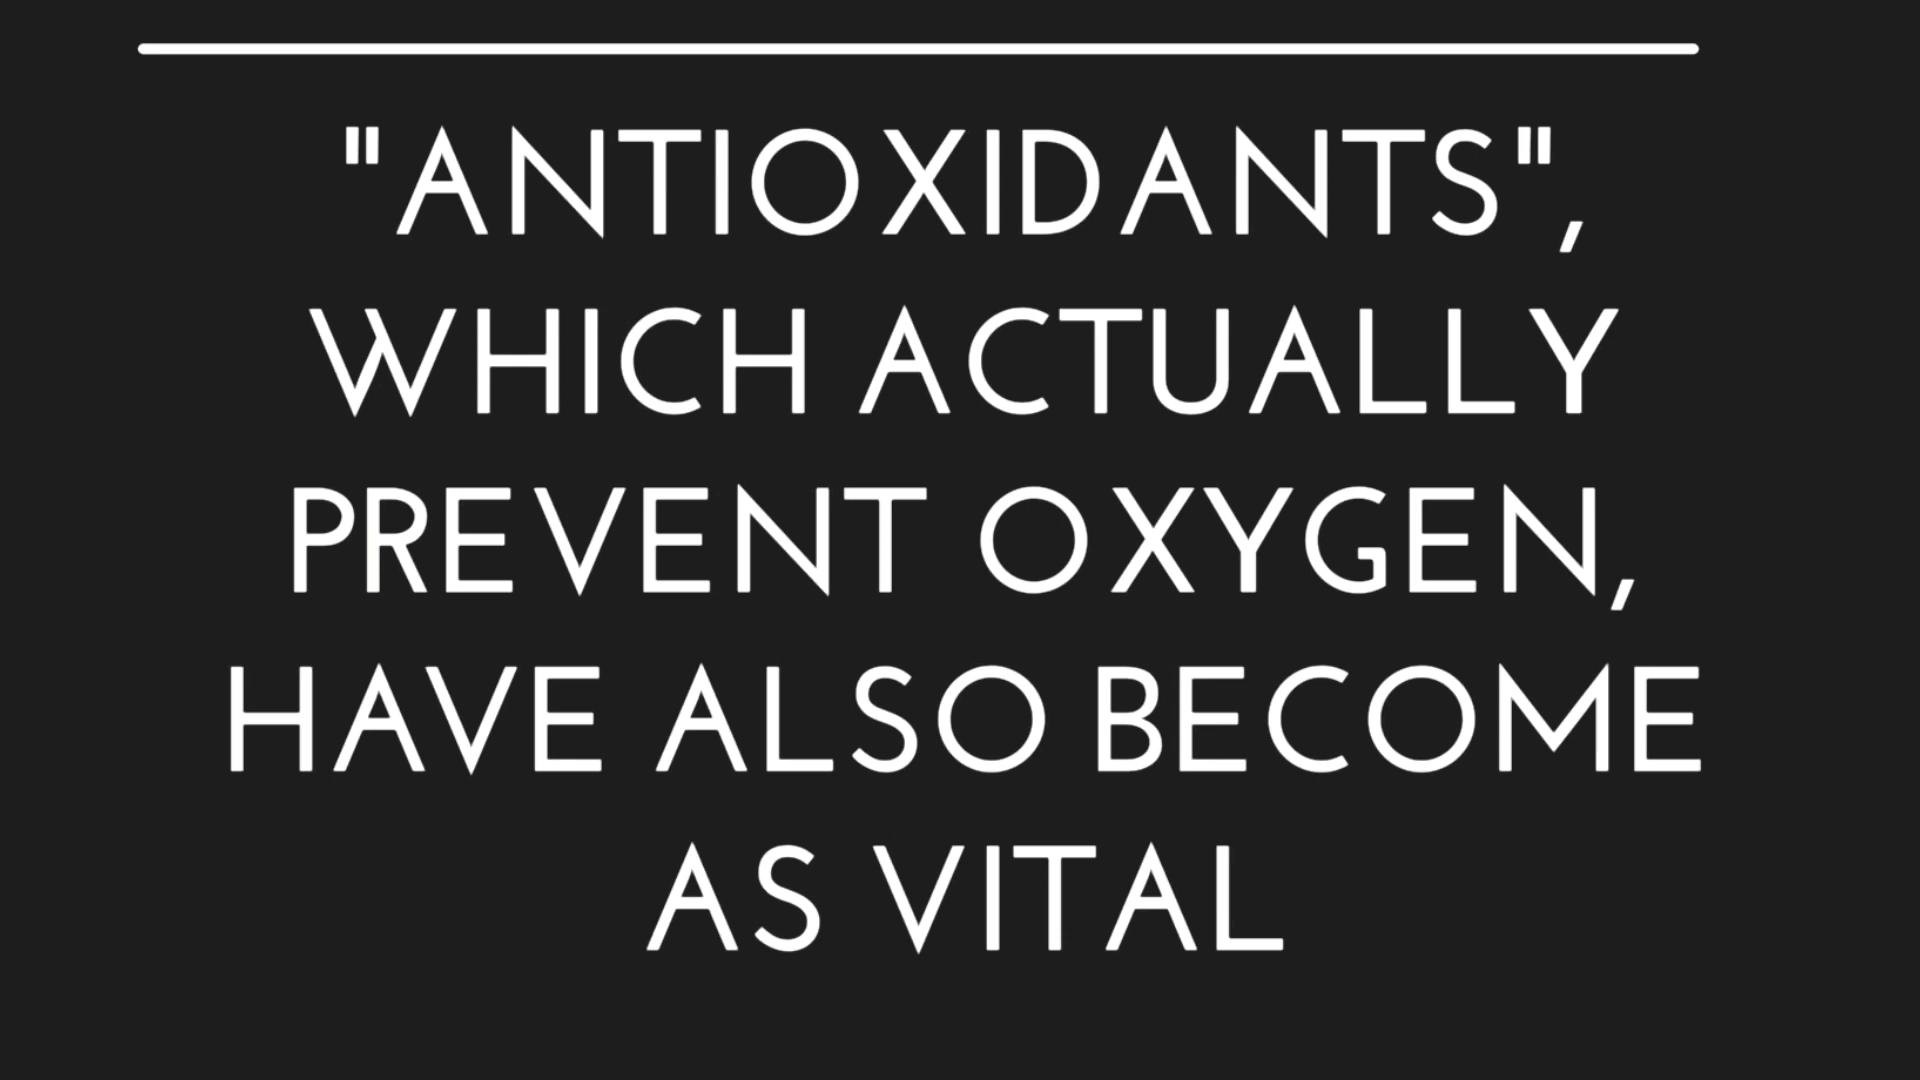 "ANTIOXIDANTS",
WHICH ACTUALLY
PREVENT OXYGEN,
HAVE ALSO BECOME
AS VITAL